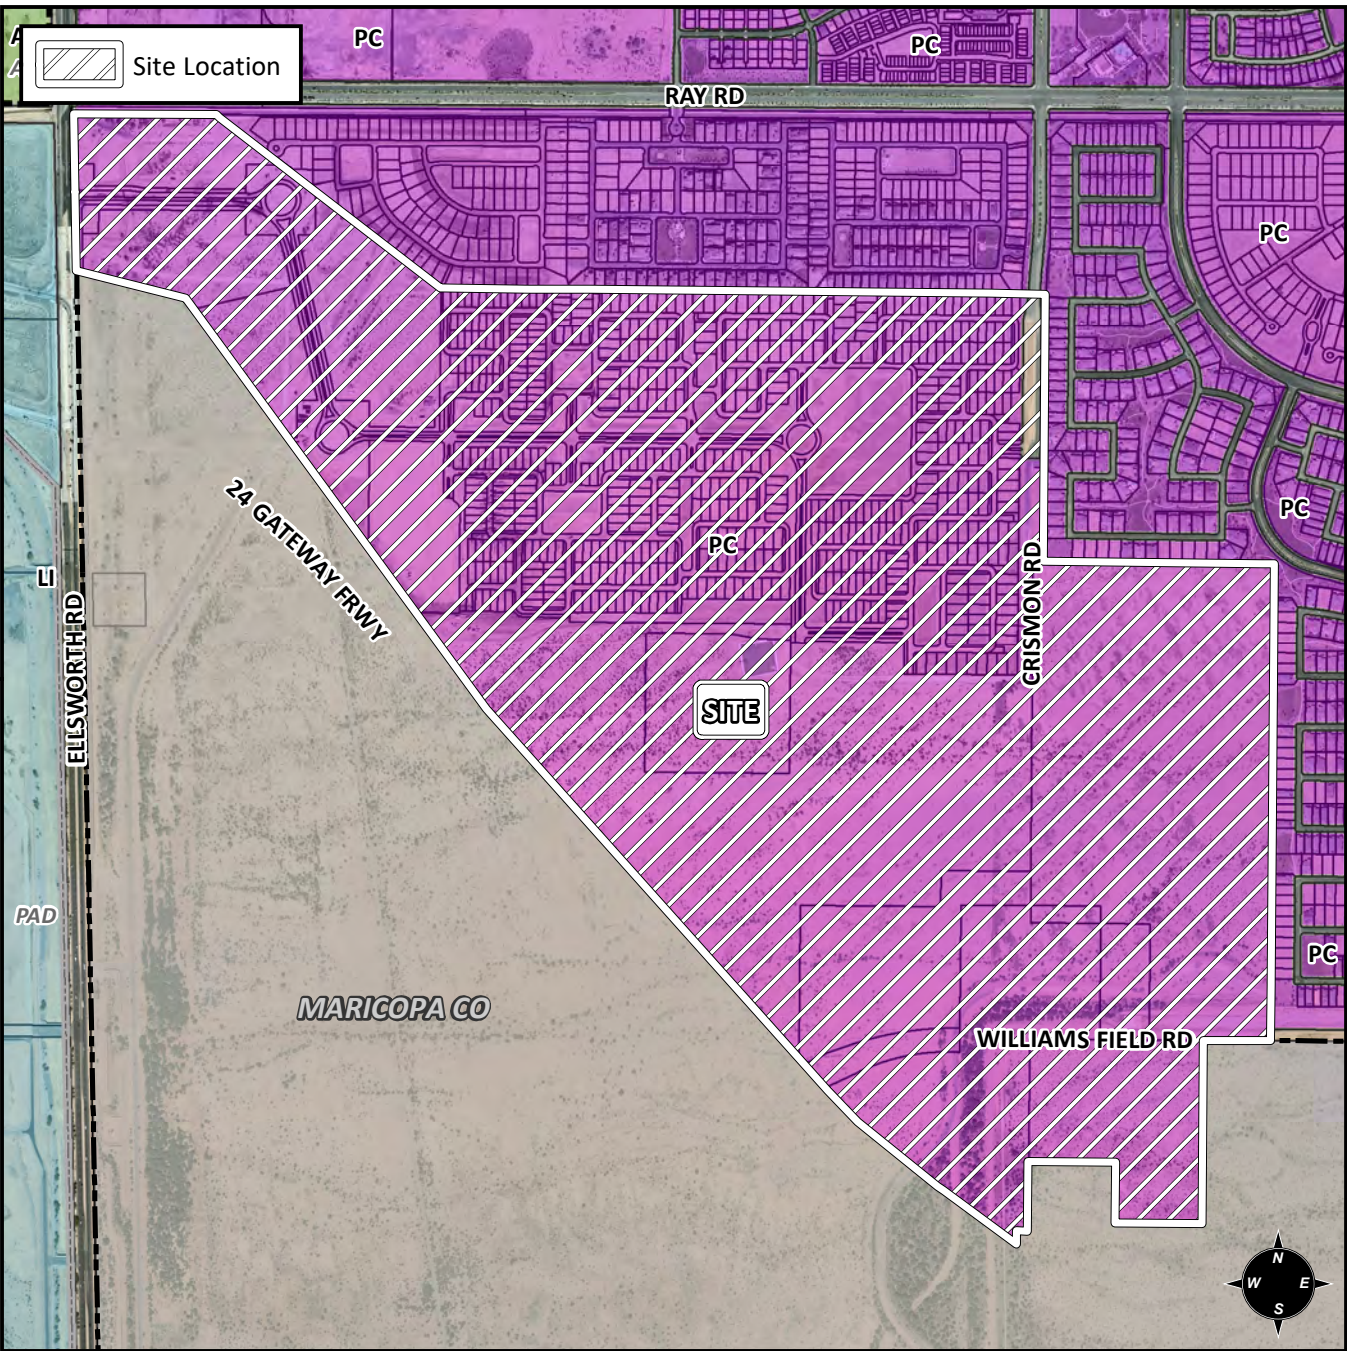 A
PC
PC
Site Location
RAY RD
PC
24 GATEWAY FRWY
PC
PC
LI
ELLSWORTH RD
CRISMON RD
SITE
PAD
PC
MARICOPA CO
WILLIAMS FIELD RD
N
W E
S